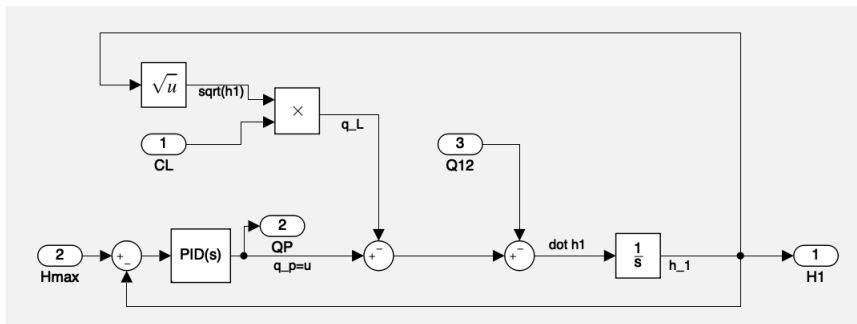 √u
sqrt(h1)
×
1
CL
q_L
3
Q12
2
Hmax
+
−
PID(s)
2
QP
q_p=u
−
+
−
+
dot h1
1
s
h_1
1
H1